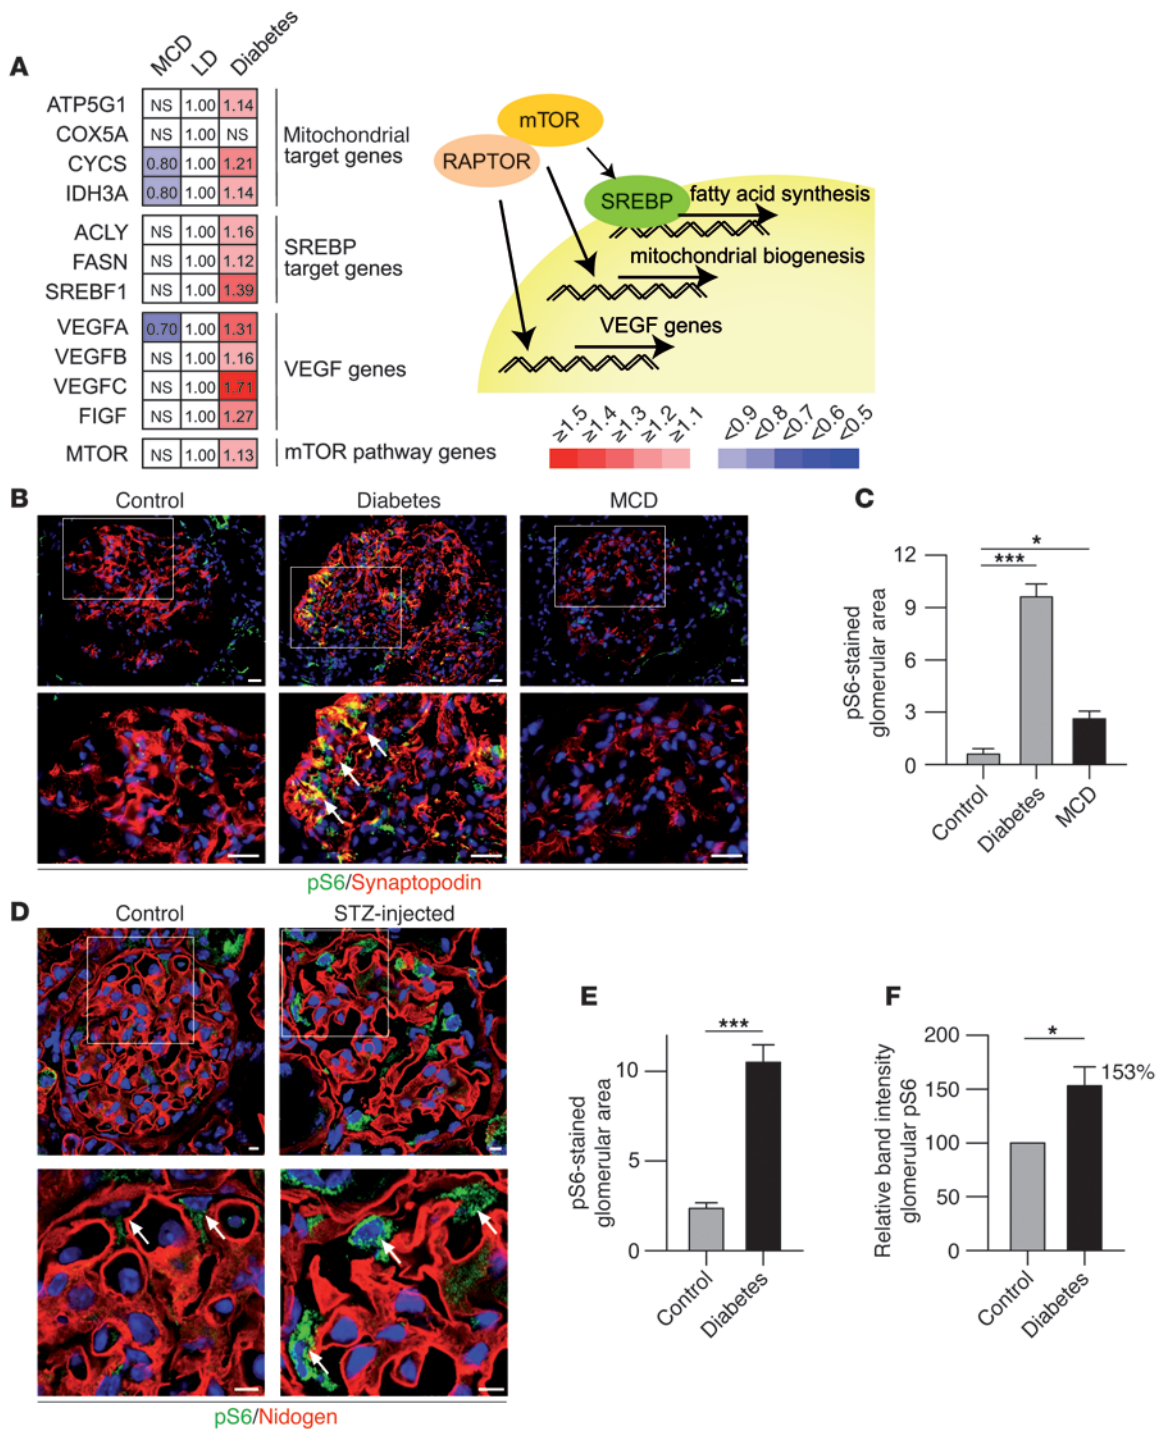 A
MCD LD Diabetes
ATP5G1 NS 1.00 1.14
COX5A NS 1.00 NS
CYCS 0.80 1.00 1.21
IDH3A 0.80 1.00 1.14
Mitochondrial
target genes
ACLY NS 1.00 1.16
FASN NS 1.00 1.12
SREBF1 NS 1.00 1.39
SREBP
target genes
VEGFA 0.70 1.00 1.31
VEGFB NS 1.00 1.16
VEGFC NS 1.00 1.71
FIGF NS 1.00 1.27
VEGF genes
MTOR NS 1.00 1.13
mTOR pathway genes
mTOR
RAPTOR
SREBP
fatty acid synthesis
mitochondrial biogenesis
VEGF genes
≥1.5 ≥1.4 ≥1.3 ≥1.2 ≥1.1
<0.9 <0.8 <0.7 <0.6 <0.5
B
Control Diabetes MCD
pS6/Synaptopodin
C
pS6-stained
glomerular area
12
9
6
3
0
*
***
Control Diabetes MCD
D
Control STZ-injected
pS6/Nidogen
E
pS6-stained
glomerular area
10
5
0
***
Control Diabetes
F
Relative band intensity
glomerular pS6
200
150
100
50
0
*
153%
Control Diabetes